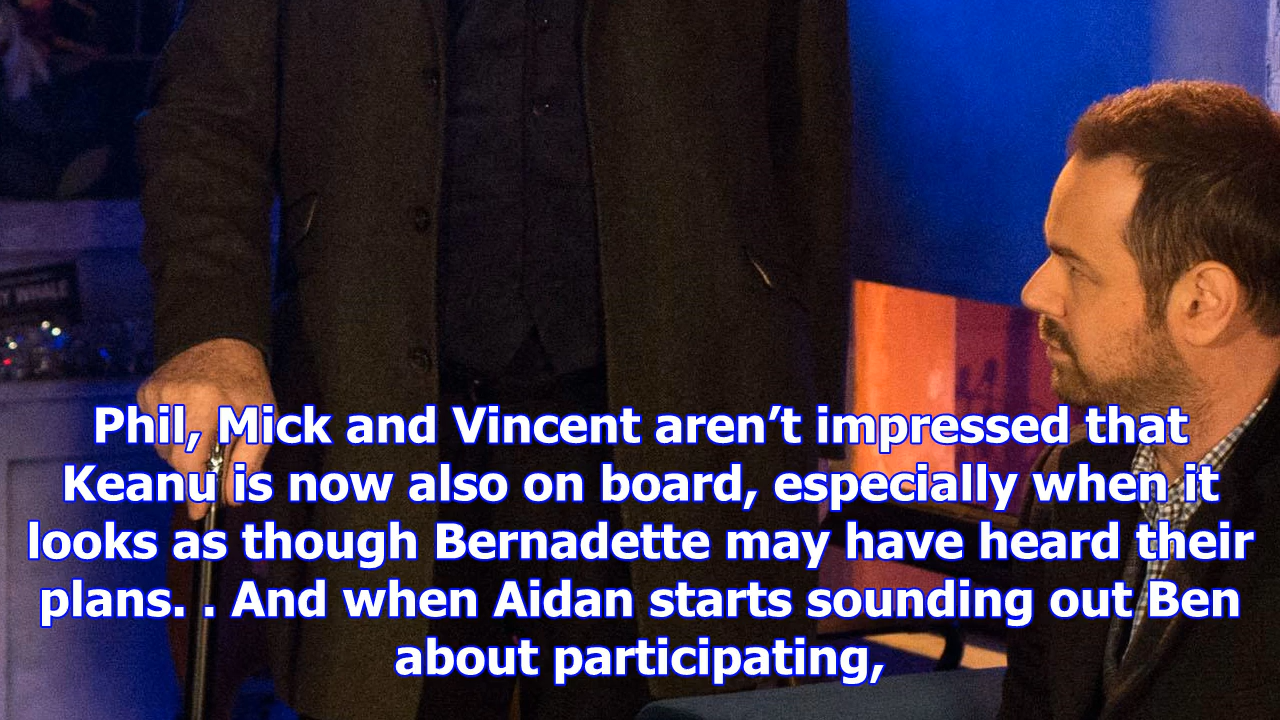 Y WHALE
Phil, Mick and Vincent aren’t impressed that
Keanu is now also on board, especially when it
looks as though Bernadette may have heard their
plans. . And when Aidan starts sounding out Ben
about participating,